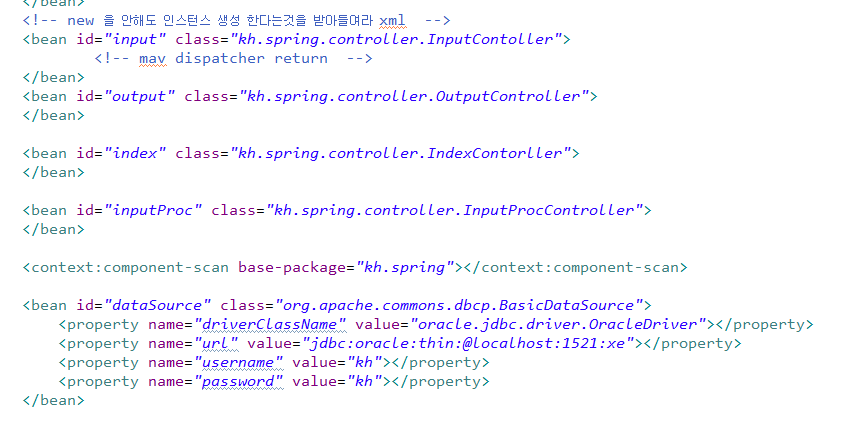 </bean>
<!-- new 을 안해도 인스턴스 생성 한다는것을 받아들여라 xml  -->
<bean id="input" class="kh.spring.controller.InputContoller">
<!-- mav dispatcher return  -->
</bean>
<bean id="output" class="kh.spring.controller.OutputController">
</bean>
<bean id="index" class="kh.spring.controller.IndexContorller">
</bean>
<bean id="inputProc" class="kh.spring.controller.InputProcController">
</bean>
<context:component-scan base-package="kh.spring"></context:component-scan>
<bean id="dataSource" class="org.apache.commons.dbcp.BasicDataSource">
<property name="driverClassName" value="oracle.jdbc.driver.OracleDriver"></property>
<property name="url" value="jdbc:oracle:thin:@localhost:1521:xe"></property>
<property name="username" value="kh"></property>
<property name="password" value="kh"></property>
</bean>